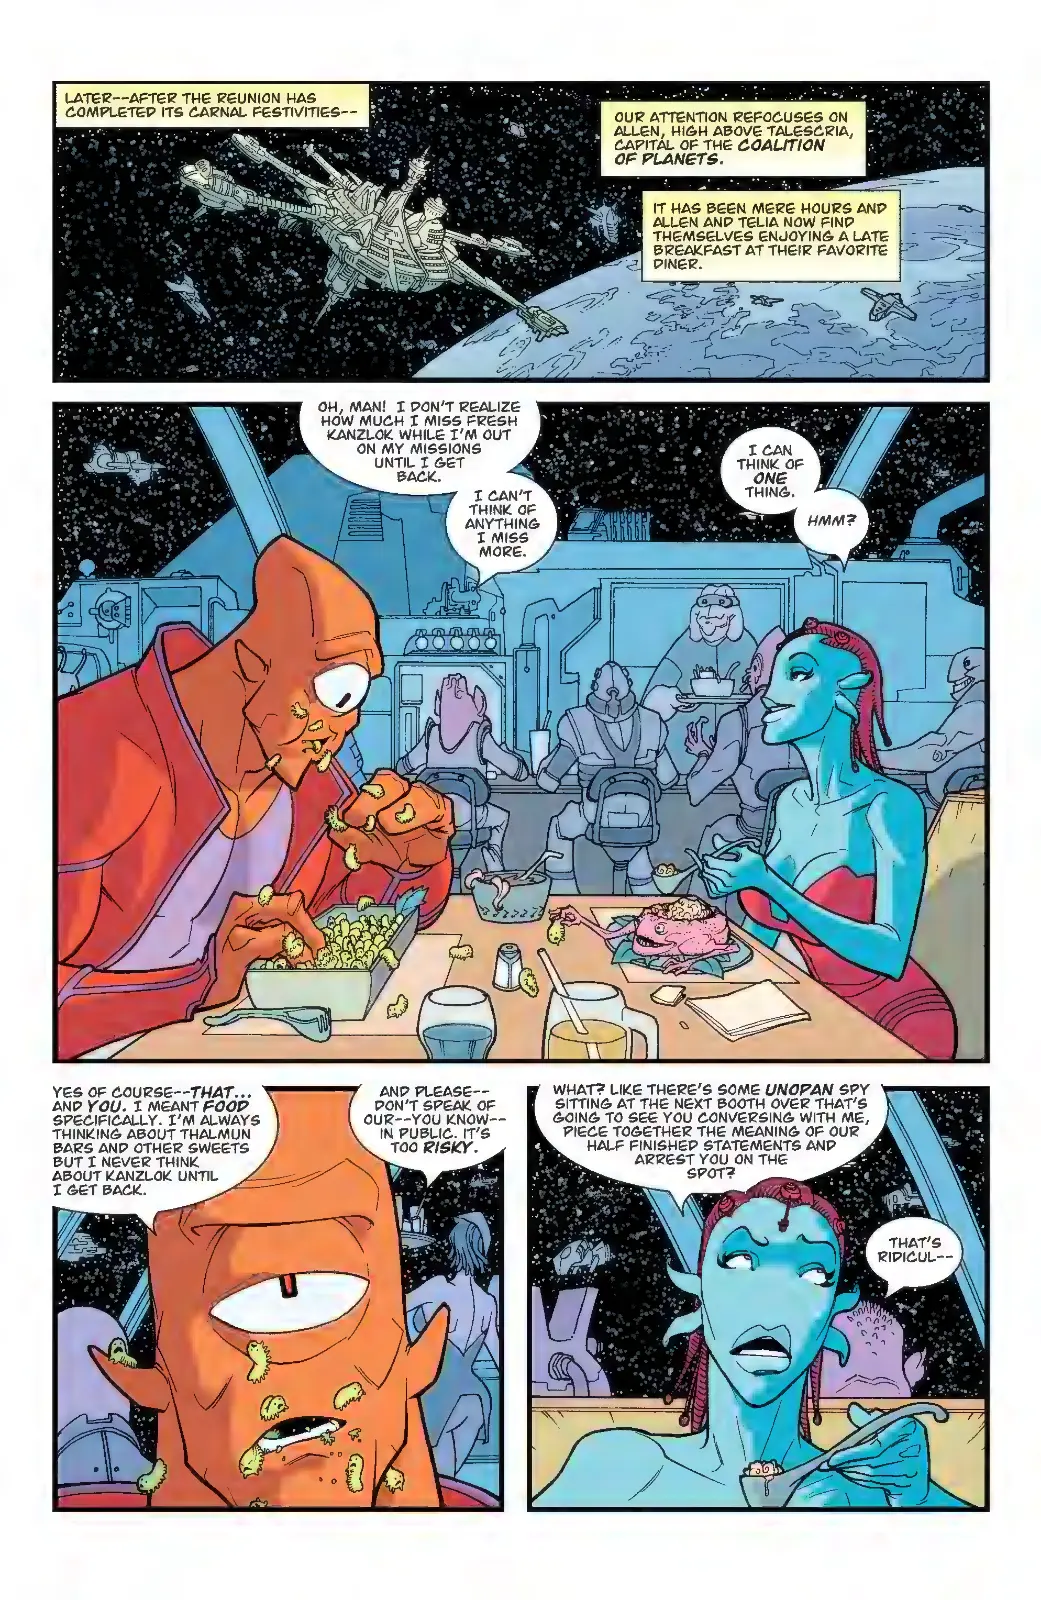 LATER--AFTER THE REUNION HAS
COMPLETED ITS CARNAL FESTIVITIES--
OUR ATTENTION REFOCUSES ON
ALLEN, HIGH ABOVE TALESCRIA,
CAPITAL OF THE COALITION
OF PLANETS.
IT HAS BEEN MERE HOURS AND
ALLEN AND TELIA NOW FIND
THEMSELVES ENJOYING A LATE
BREAKFAST AT THEIR FAVORITE
DINER.
OH, MAN! I DON'T REALIZE
HOW MUCH I MISS FRESH
KANZLOK WHILE I'M OUT
ON MY MISSIONS
UNTIL I GET
BACK.
I CAN'T
THINK OF
ANYTHING
I MISS
MORE.
I CAN
THINK OF
ONE
THING.
HMM?
YES OF COURSE--THAT...
AND YOU. I MEANT FOOD
SPECIFICALLY. I'M ALWAYS
THINKING ABOUT THALMUN
BARS AND OTHER SWEETS
BUT I NEVER THINK
ABOUT KANZLOK UNTIL
I GET BACK.
AND PLEASE--
DON'T SPEAK OF
OUR--YOU KNOW--
IN PUBLIC. IT'S
TOO RISKY.
WHAT? LIKE THERE'S SOME UNOPAN SPY
SITTING AT THE NEXT BOOTH OVER THAT'S
GOING TO SEE YOU CONVERSING WITH ME,
PIECE TOGETHER THE MEANING OF OUR
HALF FINISHED STATEMENTS AND
ARREST YOU ON THE
SPOT?
THAT'S
RIDICUL--